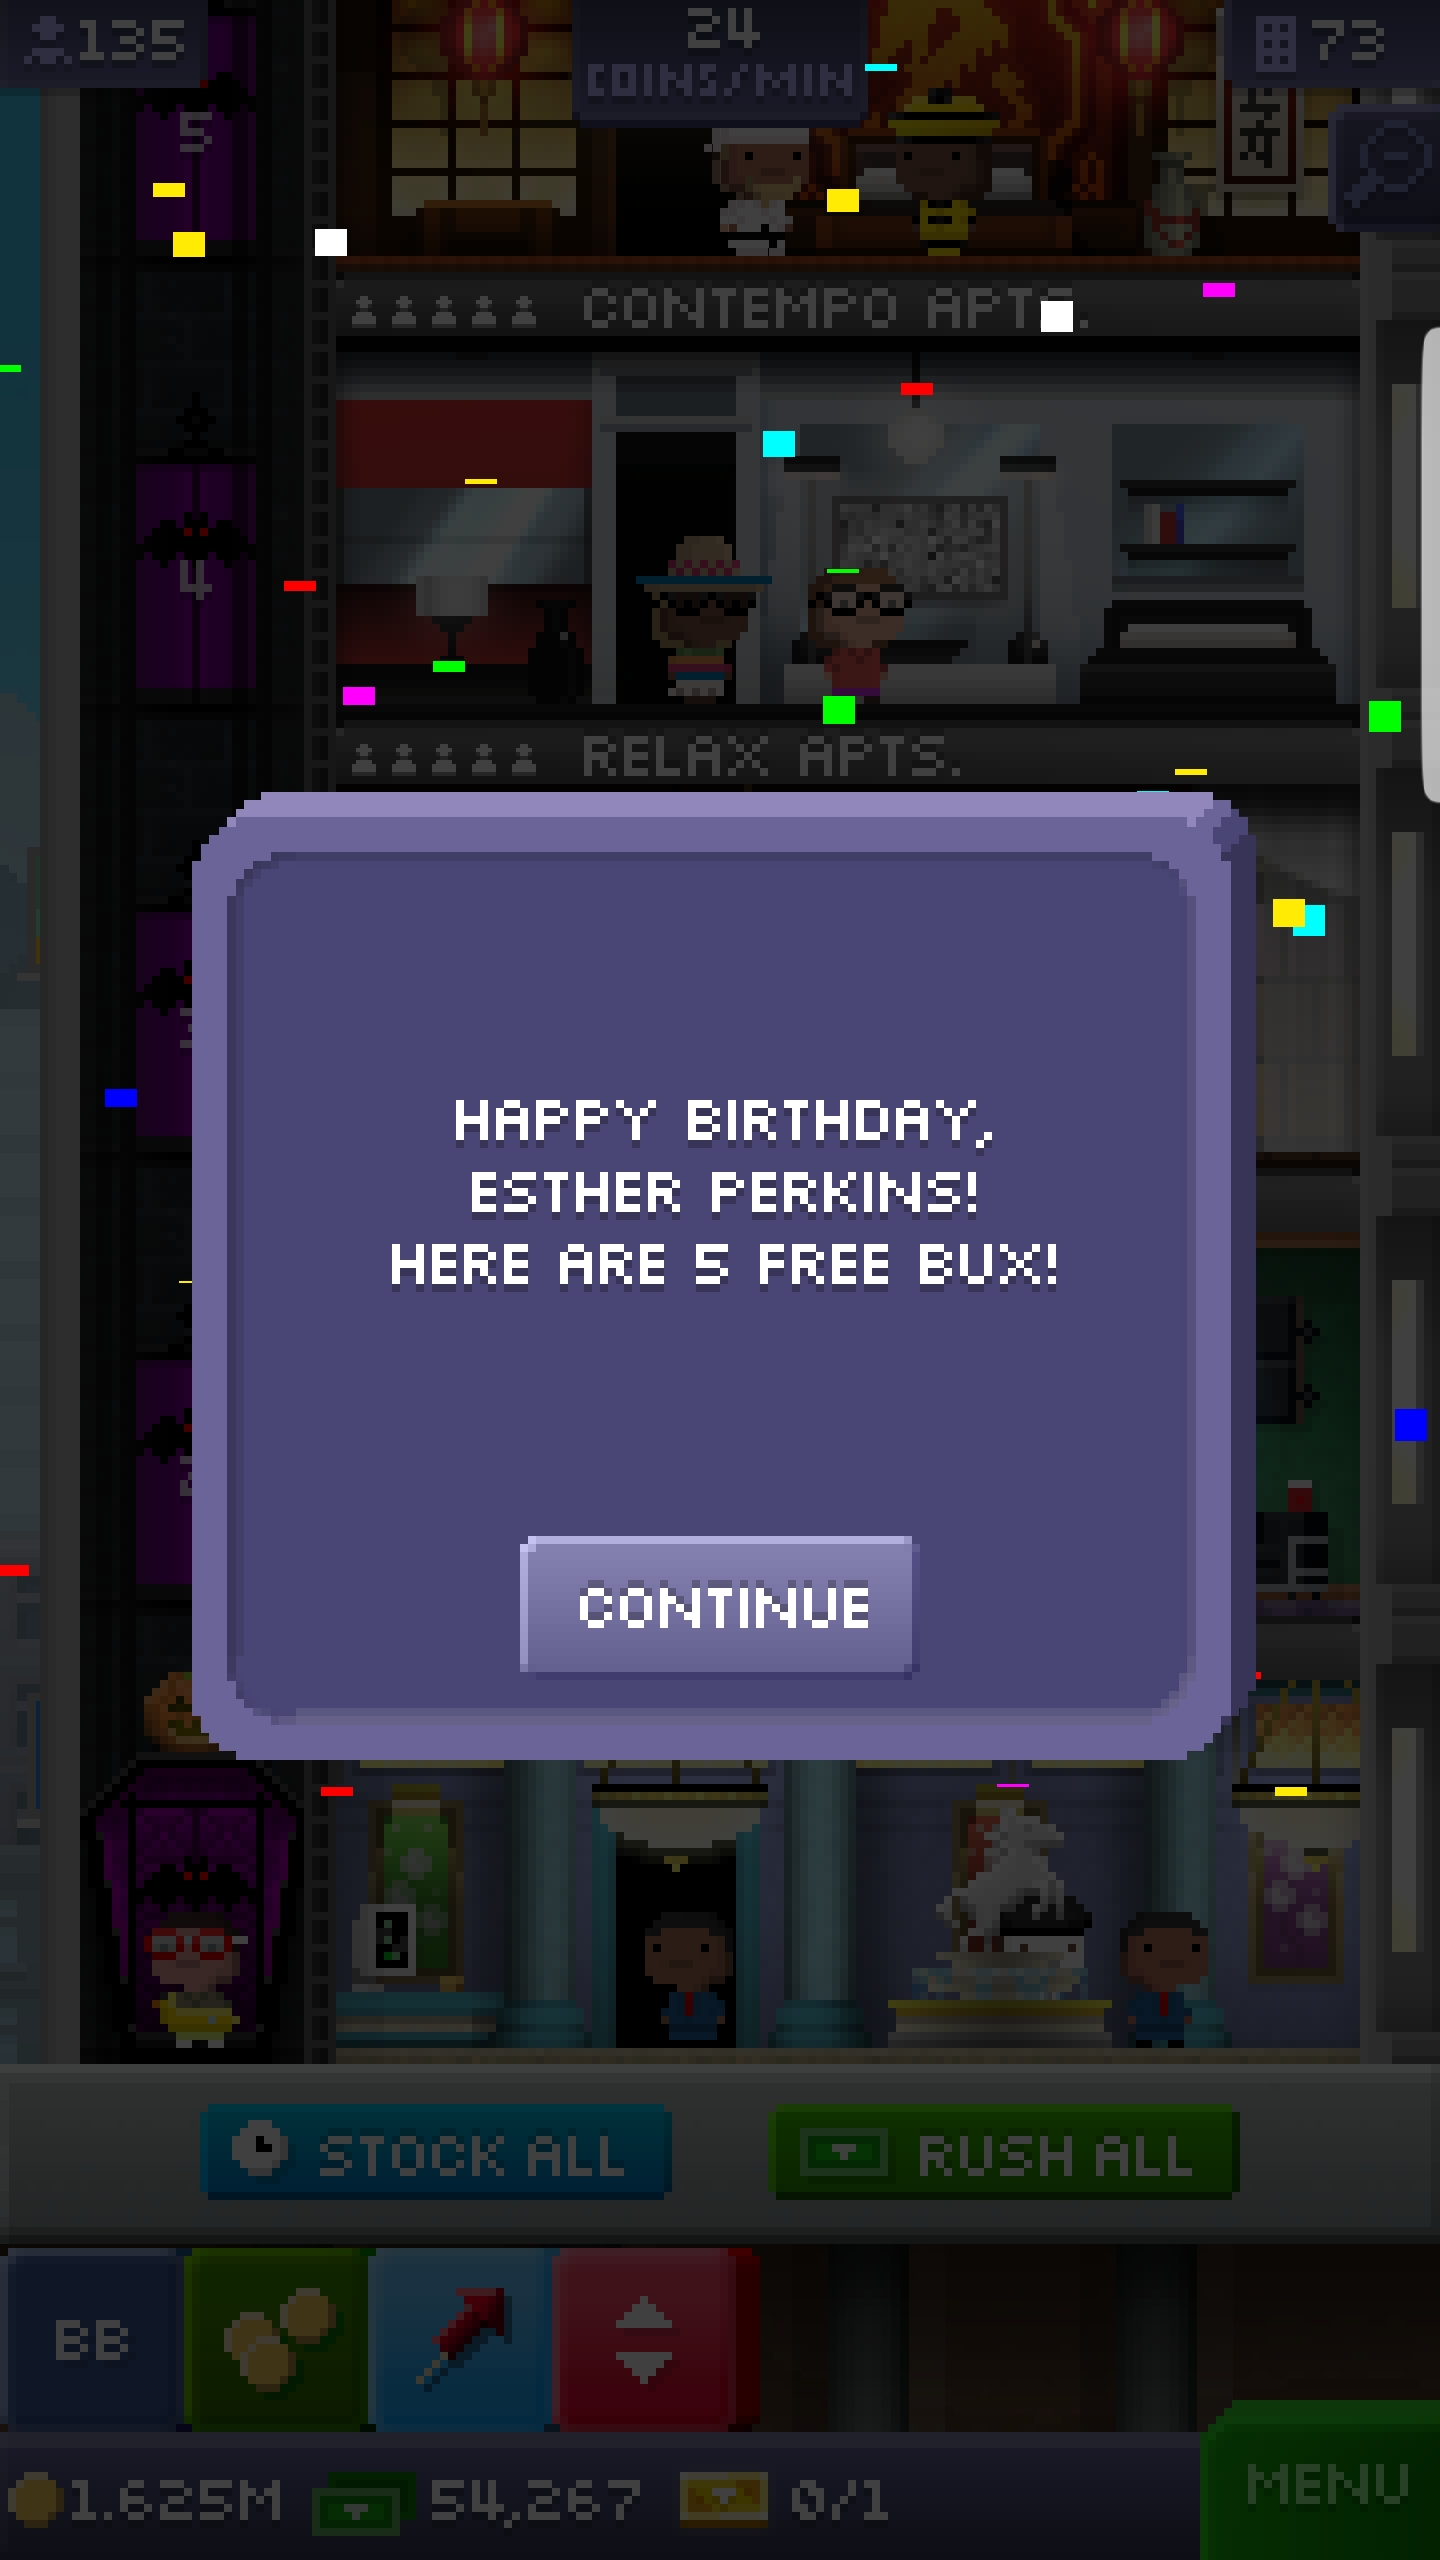 135
24
COINS/MIN
73
5
CONTEMPO APTS.
4
RELAX APTS.
HAPPY BIRTHDAY,
ESTHER PERKINS!
HERE ARE 5 FREE BUX!
CONTINUE
STOCK ALL
RUSH ALL
BB
1.625M
54,267
0/1
MENU